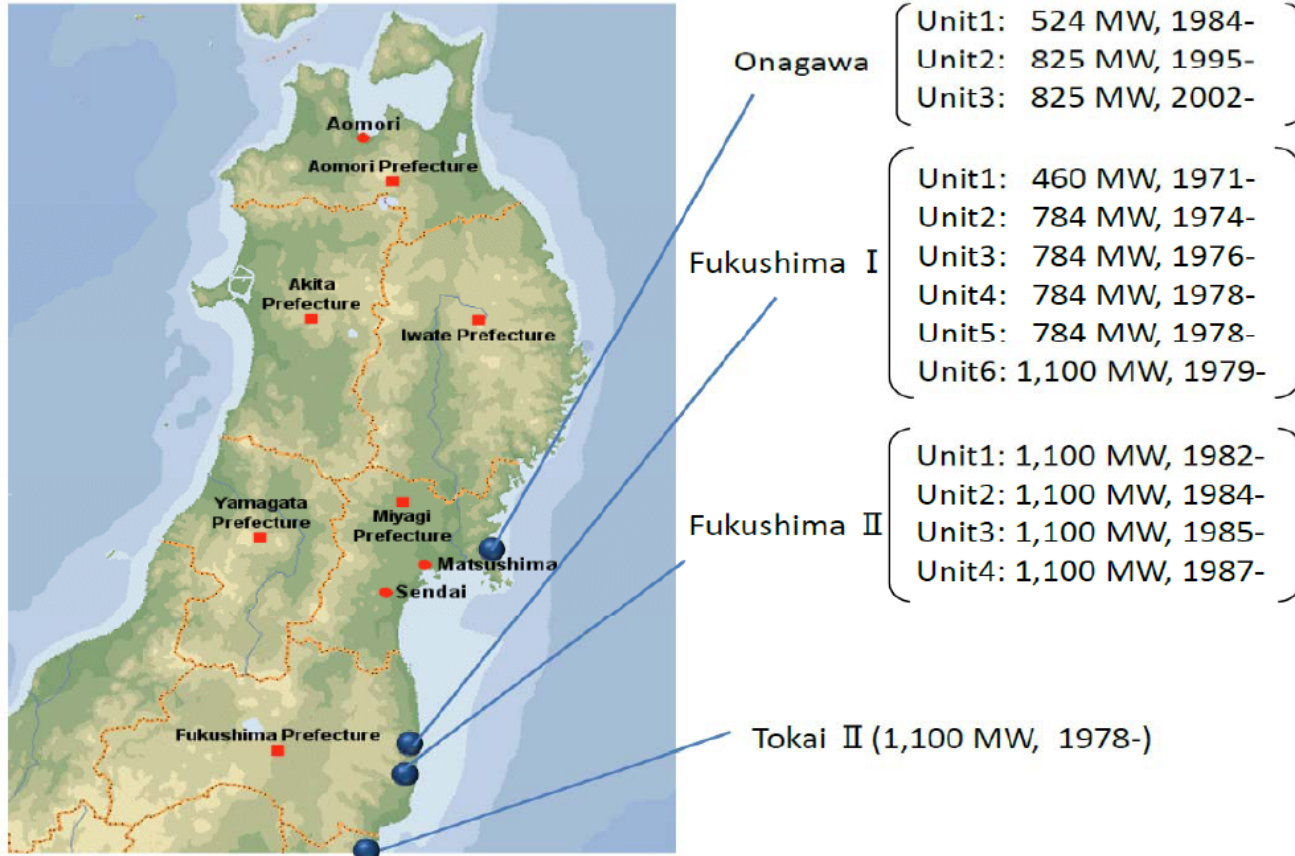 Aomori
Aomori Prefecture
Akita
Prefecture
Iwate Prefecture
Yamagata
Prefecture
Miyagi
Prefecture
Matsushima
Sendai
Fukushima Prefecture
Onagawa
Unit1: 524 MW, 1984-
Unit2: 825 MW, 1995-
Unit3: 825 MW, 2002-
Fukushima Ⅰ
Unit1: 460 MW, 1971-
Unit2: 784 MW, 1974-
Unit3: 784 MW, 1976-
Unit4: 784 MW, 1978-
Unit5: 784 MW, 1978-
Unit6: 1,100 MW, 1979-
Fukushima Ⅱ
Unit1: 1,100 MW, 1982-
Unit2: 1,100 MW, 1984-
Unit3: 1,100 MW, 1985-
Unit4: 1,100 MW, 1987-
Tokai Ⅱ (1,100 MW, 1978-)